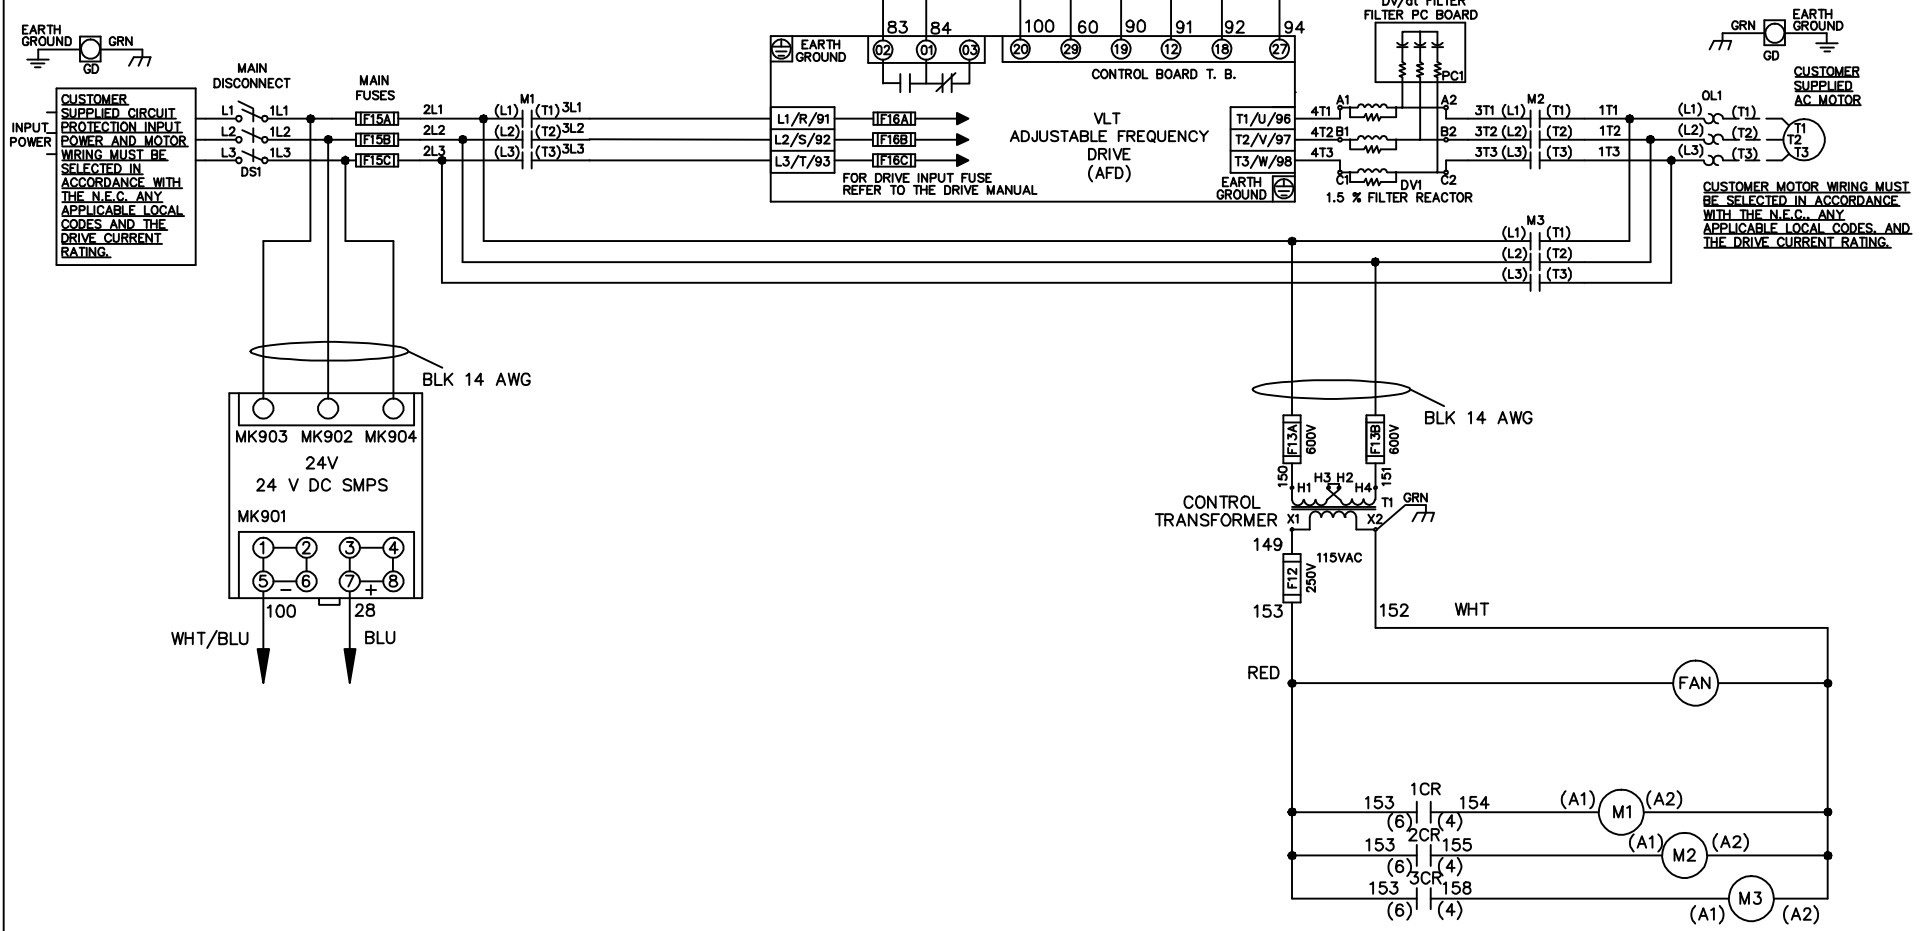 DV/dt FILTER
FILTER PC BOARD
83
84
100
60
90
91
92
94
EARTH
GROUND
GRN
GD
EARTH
GROUND
02
01
03
20
29
19
12
18
27
CONTROL BOARD T. B.
PC1
GRN
EARTH
GROUND
GD
CUSTOMER
SUPPLIED
AC MOTOR
INPUT
POWER
CUSTOMER
SUPPLIED CIRCUIT
PROTECTION INPUT
POWER AND MOTOR
WIRING MUST BE
SELECTED IN
ACCORDANCE WITH
THE N.E.C. ANY
APPLICABLE LOCAL
CODES AND THE
DRIVE CURRENT
RATING.
MAIN
DISCONNECT
L1 1L1
L2 1L2
L3 1L3
DS1
MAIN
FUSES
F15A
F15B
F15C
2L1
2L2
2L3
M1
(L1) (T1) 3L1
(L2) (T2) 3L2
(L3) (T3) 3L3
L1/R/91
L2/S/92
L3/T/93
F16A
F16B
F16C
FOR DRIVE INPUT FUSE
REFER TO THE DRIVE MANUAL
VLT
ADJUSTABLE FREQUENCY
DRIVE
(AFD)
T1/U/96
T2/V/97
T3/W/98
EARTH
GROUND
4T1 A1 A2
4T2 B1 B2
4T3
C1 C2
DV1
1.5 % FILTER REACTOR
M2
3T1 (L1) (T1) 1T1
3T2 (L2) (T2) 1T2
3T3 (L3) (T3) 1T3
OL1
(L1) (T1)
(L2) (T2)
(L3) (T3)
T1
T2
T3
CUSTOMER MOTOR WIRING MUST
BE SELECTED IN ACCORDANCE
WITH THE N.E.C., ANY
APPLICABLE LOCAL CODES, AND
THE DRIVE CURRENT RATING.
M3
(L1) (T1)
(L2) (T2)
(L3) (T3)
BLK 14 AWG
MK903 MK902 MK904
24V
24 V DC SMPS
MK901
1 2 3 4
5 6 7 8
− +
100
28
WHT/BLU
BLU
BLK 14 AWG
F13A
600V
F13B
600V
150
151
H1 H3 H2 H4
T1
GRN
CONTROL
TRANSFORMER
X1 X2
149
115VAC
F12
250V
153
152
WHT
RED
FAN
1CR
153 154
(6) (4)
(A1) M1 (A2)
2CR
153 155
(6) (4)
(A1) M2 (A2)
3CR
153 158
(6) (4)
(A1) M3 (A2)